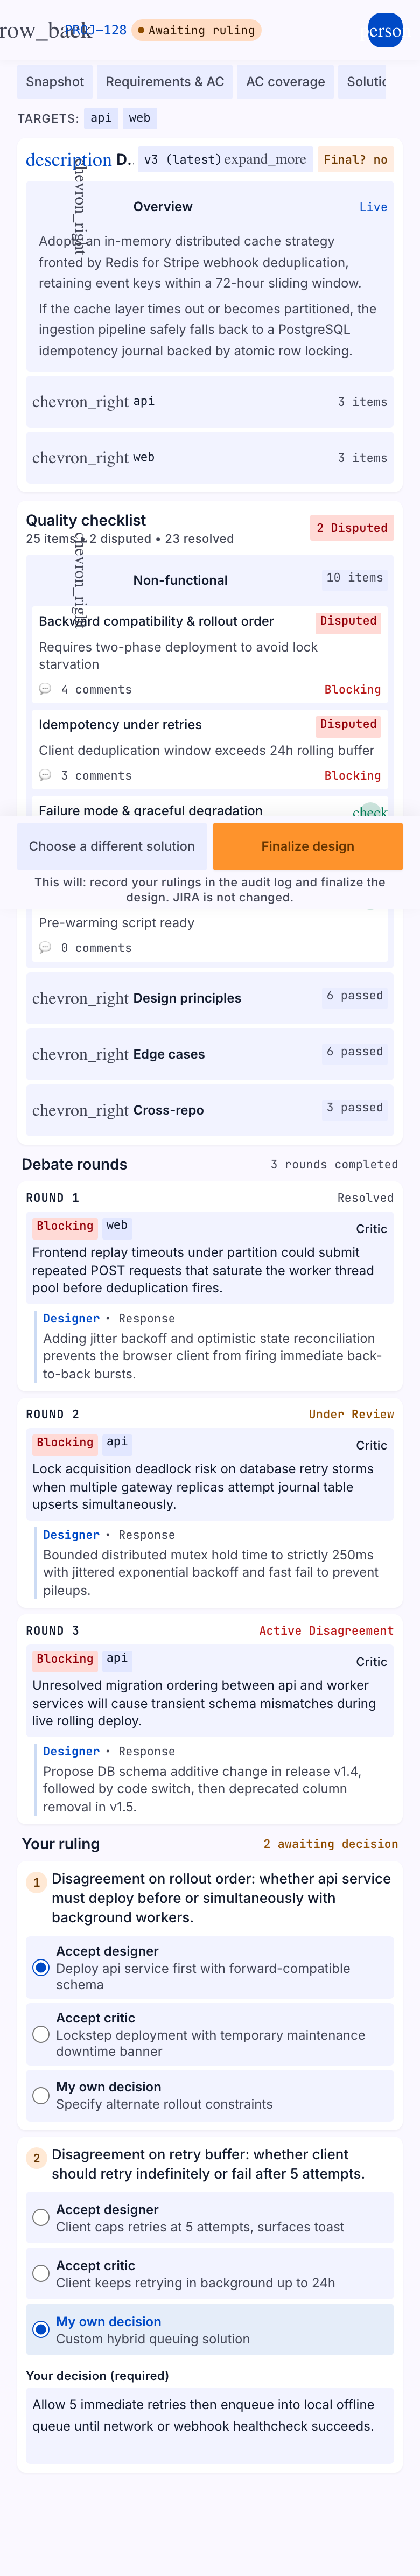 row_back PROJ-128 Awaiting ruling perso
Snapshot Requirements & AC AC coverage Solutic
TARGETS: api web
description D. v3 (latest) expand_more Final? no
chevron_right Overview Live
Adopts an in-memory distributed cache strategy
fronted by Redis for Stripe webhook deduplication,
retaining event keys within a 72-hour sliding window.
If the cache layer times out or becomes partitioned, the
ingestion pipeline safely falls back to a PostgreSQL
idempotency journal backed by atomic row locking.
chevron_right api 3 items
chevron_right web 3 items
Quality checklist
25 items • 2 disputed • 23 resolved
2 Disputed
chevron_right Non-functional 10 items
Backward compatibility & rollout order Disputed
Requires two-phase deployment to avoid lock
starvation
4 comments Blocking
Idempotency under retries Disputed
Client deduplication window exceeds 24h rolling buffer
3 comments Blocking
Failure mode & graceful degradation check
Choose a different solution Finalize design
This will: record your rulings in the audit log and finalize the
design. JIRA is not changed.
Pre-warming script ready
0 comments
chevron_right Design principles 6 passed
chevron_right Edge cases 6 passed
chevron_right Cross-repo 3 passed
Debate rounds 3 rounds completed
ROUND 1 Resolved
Blocking web Critic
Frontend replay timeouts under partition could submit
repeated POST requests that saturate the worker thread
pool before deduplication fires.
Designer • Response
Adding jitter backoff and optimistic state reconciliation
prevents the browser client from firing immediate back-
to-back bursts.
ROUND 2 Under Review
Blocking api Critic
Lock acquisition deadlock risk on database retry storms
when multiple gateway replicas attempt journal table
upserts simultaneously.
Designer • Response
Bounded distributed mutex hold time to strictly 250ms
with jittered exponential backoff and fast fail to prevent
pileups.
ROUND 3 Active Disagreement
Blocking api Critic
Unresolved migration ordering between api and worker
services will cause transient schema mismatches during
live rolling deploy.
Designer • Response
Propose DB schema additive change in release v1.4,
followed by code switch, then deprecated column
removal in v1.5.
Your ruling 2 awaiting decision
1 Disagreement on rollout order: whether api service
must deploy before or simultaneously with
background workers.
Accept designer
Deploy api service first with forward-compatible
schema
Accept critic
Lockstep deployment with temporary maintenance
downtime banner
My own decision
Specify alternate rollout constraints
2 Disagreement on retry buffer: whether client
should retry indefinitely or fail after 5 attempts.
Accept designer
Client caps retries at 5 attempts, surfaces toast
Accept critic
Client keeps retrying in background up to 24h
My own decision
Custom hybrid queuing solution
Your decision (required)
Allow 5 immediate retries then enqueue into local offline
queue until network or webhook healthcheck succeeds.